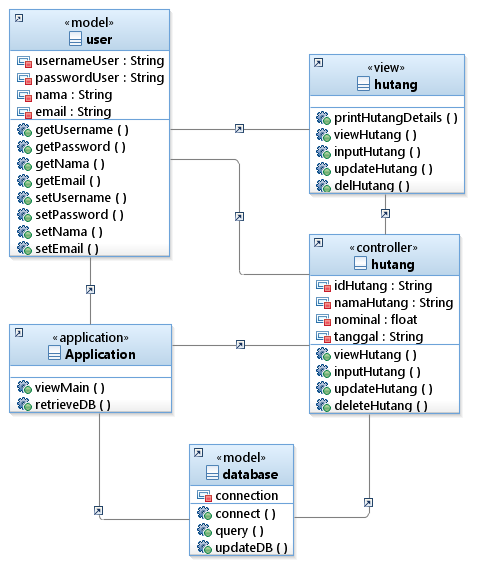 «model»
user
usernameUser : String
passwordUser : String
nama : String
email : String
getUsername ( )
getPassword ( )
getNama ( )
getEmail ( )
setUsername ( )
setPassword ( )
setNama ( )
setEmail ( )
«view»
hutang
printHutangDetails ( )
viewHutang ( )
inputHutang ( )
updateHutang ( )
delHutang ( )
«controller»
hutang
idHutang : String
namaHutang : String
nominal : float
tanggal : String
viewHutang ( )
inputHutang ( )
updateHutang ( )
deleteHutang ( )
«application»
Application
viewMain ( )
retrieveDB ( )
«model»
database
connection
connect ( )
query ( )
updateDB ( )